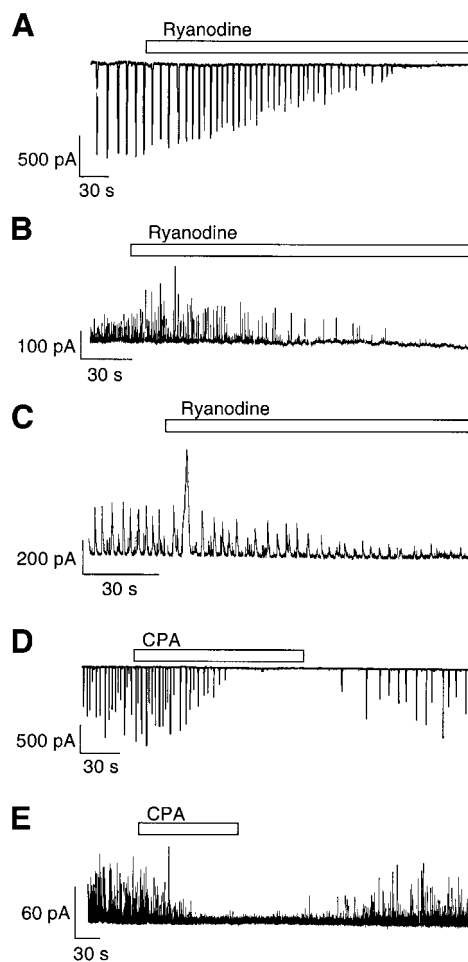 A
Ryanodine
500 pA
30 s
B
Ryanodine
100 pA
30 s
C
Ryanodine
200 pA
30 s
D
CPA
500 pA
30 s
E
CPA
60 pA
30 s